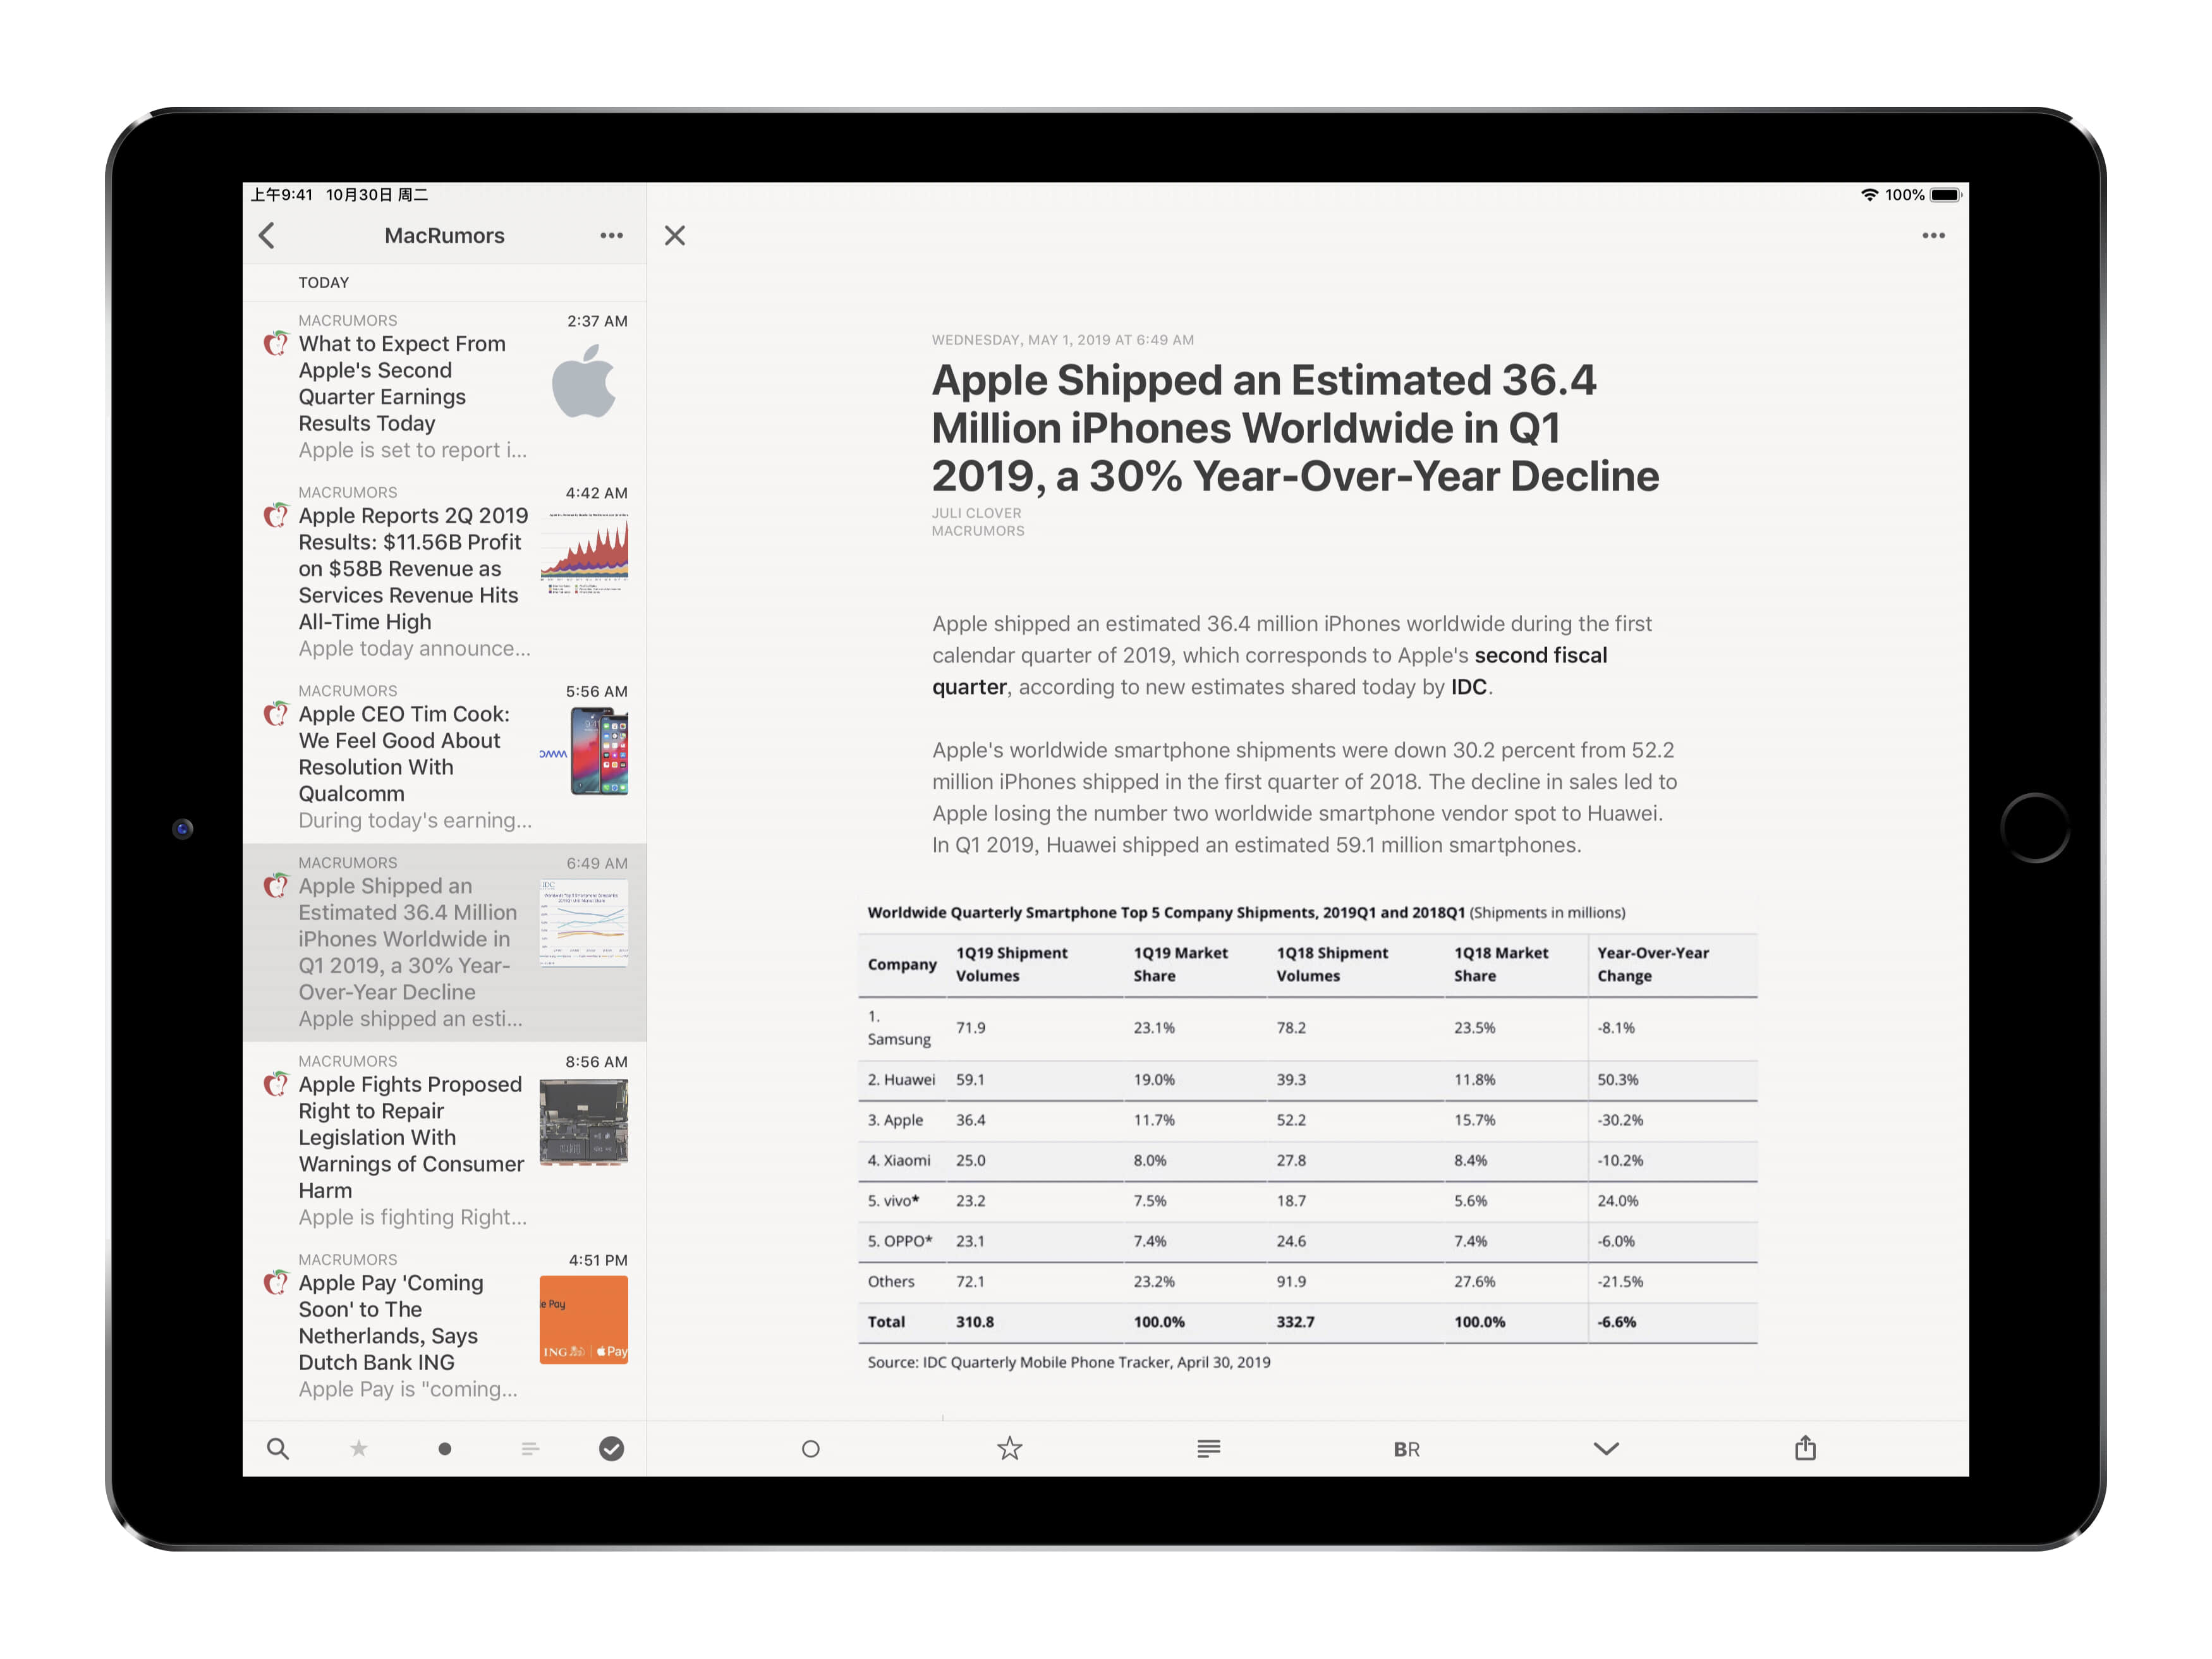 上午9:41 10月30日 周二
100%
MacRumors
TODAY
MACRUMORS 2:37 AM
What to Expect From
Apple's Second
Quarter Earnings
Results Today
Apple is set to report i...
MACRUMORS 4:42 AM
Apple Reports 2Q 2019
Results: $11.56B Profit
on $58B Revenue as
Services Revenue Hits
All-Time High
Apple today announce...
MACRUMORS 5:56 AM
Apple CEO Tim Cook:
We Feel Good About
Resolution With
Qualcomm
During today's earning...
MACRUMORS 6:49 AM
Apple Shipped an
Estimated 36.4 Million
iPhones Worldwide in
Q1 2019, a 30% Year-
Over-Year Decline
Apple shipped an esti...
IDC
MACRUMORS 8:56 AM
Apple Fights Proposed
Right to Repair
Legislation With
Warnings of Consumer
Harm
Apple is fighting Right...
MACRUMORS 4:51 PM
Apple Pay 'Coming
Soon' to The
Netherlands, Says
Dutch Bank ING
Apple Pay is "coming...
le Pay
ING Pay
WEDNESDAY, MAY 1, 2019 AT 6:49 AM
Apple Shipped an Estimated 36.4
Million iPhones Worldwide in Q1
2019, a 30% Year-Over-Year Decline
JULI CLOVER
MACRUMORS
Apple shipped an estimated 36.4 million iPhones worldwide during the first
calendar quarter of 2019, which corresponds to Apple's second fiscal
quarter, according to new estimates shared today by IDC.
Apple's worldwide smartphone shipments were down 30.2 percent from 52.2
million iPhones shipped in the first quarter of 2018. The decline in sales led to
Apple losing the number two worldwide smartphone vendor spot to Huawei.
In Q1 2019, Huawei shipped an estimated 59.1 million smartphones.
Worldwide Quarterly Smartphone Top 5 Company Shipments, 2019Q1 and 2018Q1 (Shipments in millions)
Company 1Q19 Shipment Volumes 1Q19 Market Share 1Q18 Shipment Volumes 1Q18 Market Share Year-Over-Year Change
1. Samsung 71.9 23.1% 78.2 23.5% -8.1%
2. Huawei 59.1 19.0% 39.3 11.8% 50.3%
3. Apple 36.4 11.7% 52.2 15.7% -30.2%
4. Xiaomi 25.0 8.0% 27.8 8.4% -10.2%
5. vivo* 23.2 7.5% 18.7 5.6% 24.0%
5. OPPO* 23.1 7.4% 24.6 7.4% -6.0%
Others 72.1 23.2% 91.9 27.6% -21.5%
Total 310.8 100.0% 332.7 100.0% -6.6%
Source: IDC Quarterly Mobile Phone Tracker, April 30, 2019
BR